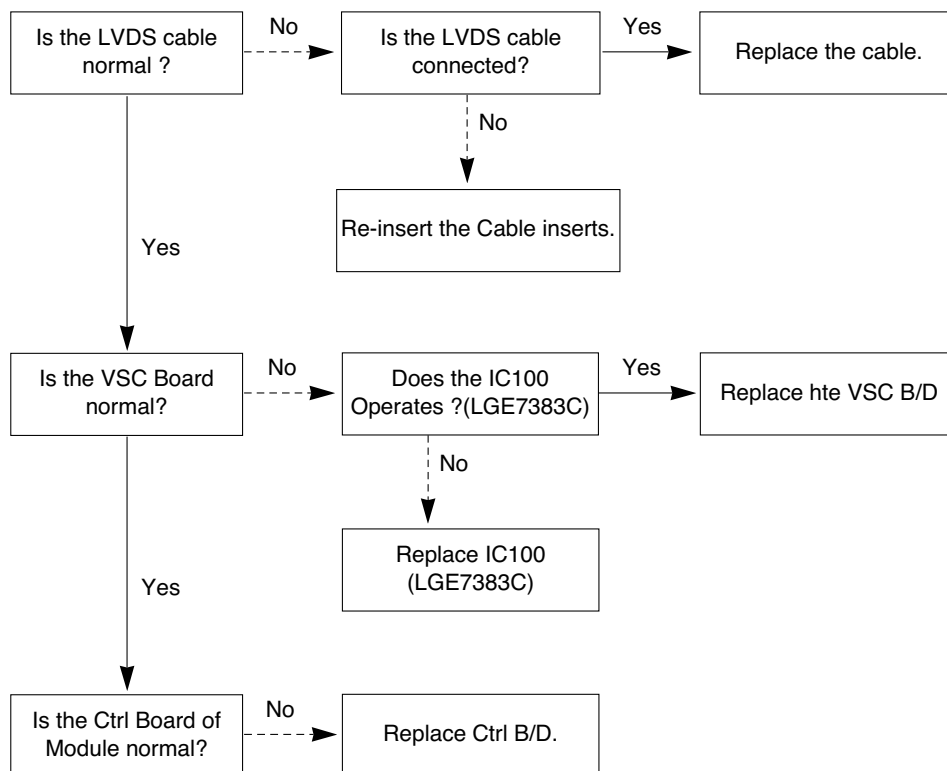 Is the LVDS cable
normal ?
No
Is the LVDS cable
connected?
Yes
Replace the cable.
No
Re-insert the Cable inserts.
Yes
Is the VSC Board
normal?
No
Does the IC100
Operates ?(LGE7383C)
Yes
Replace hte VSC B/D
No
Replace IC100
(LGE7383C)
Yes
Is the Ctrl Board of
Module normal?
No
Replace Ctrl B/D.